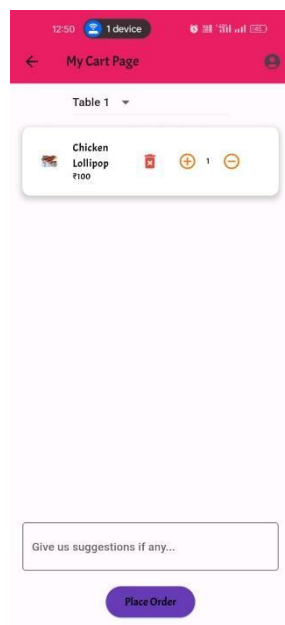 12:50 1 device
My Cart Page
Table 1
Chicken
Lollipop
₹100
1
Give us suggestions if any...
Place Order